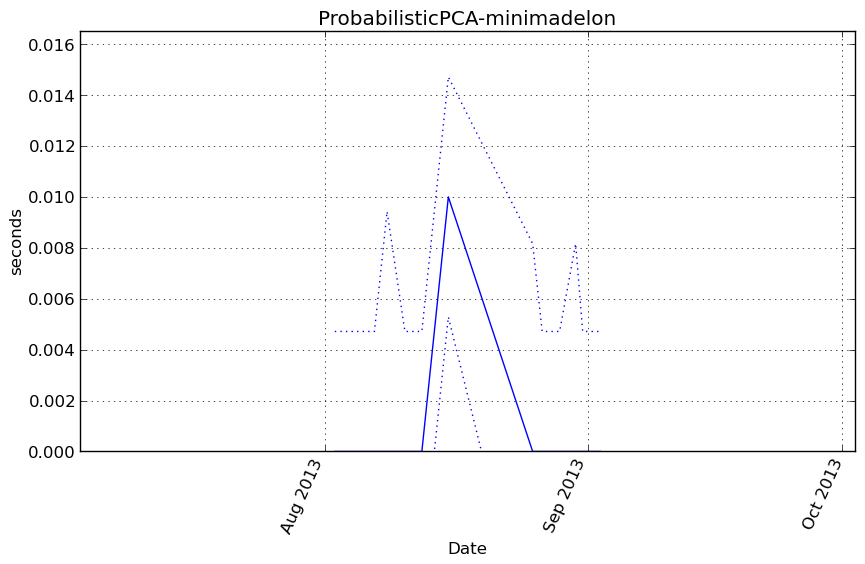 ProbabilisticPCA-minimadelon
0.016
0.014
0.012
0.010
0.008
0.006
0.004
0.002
0.000
seconds
Aug 2013
Sep 2013
Oct 2013
Date